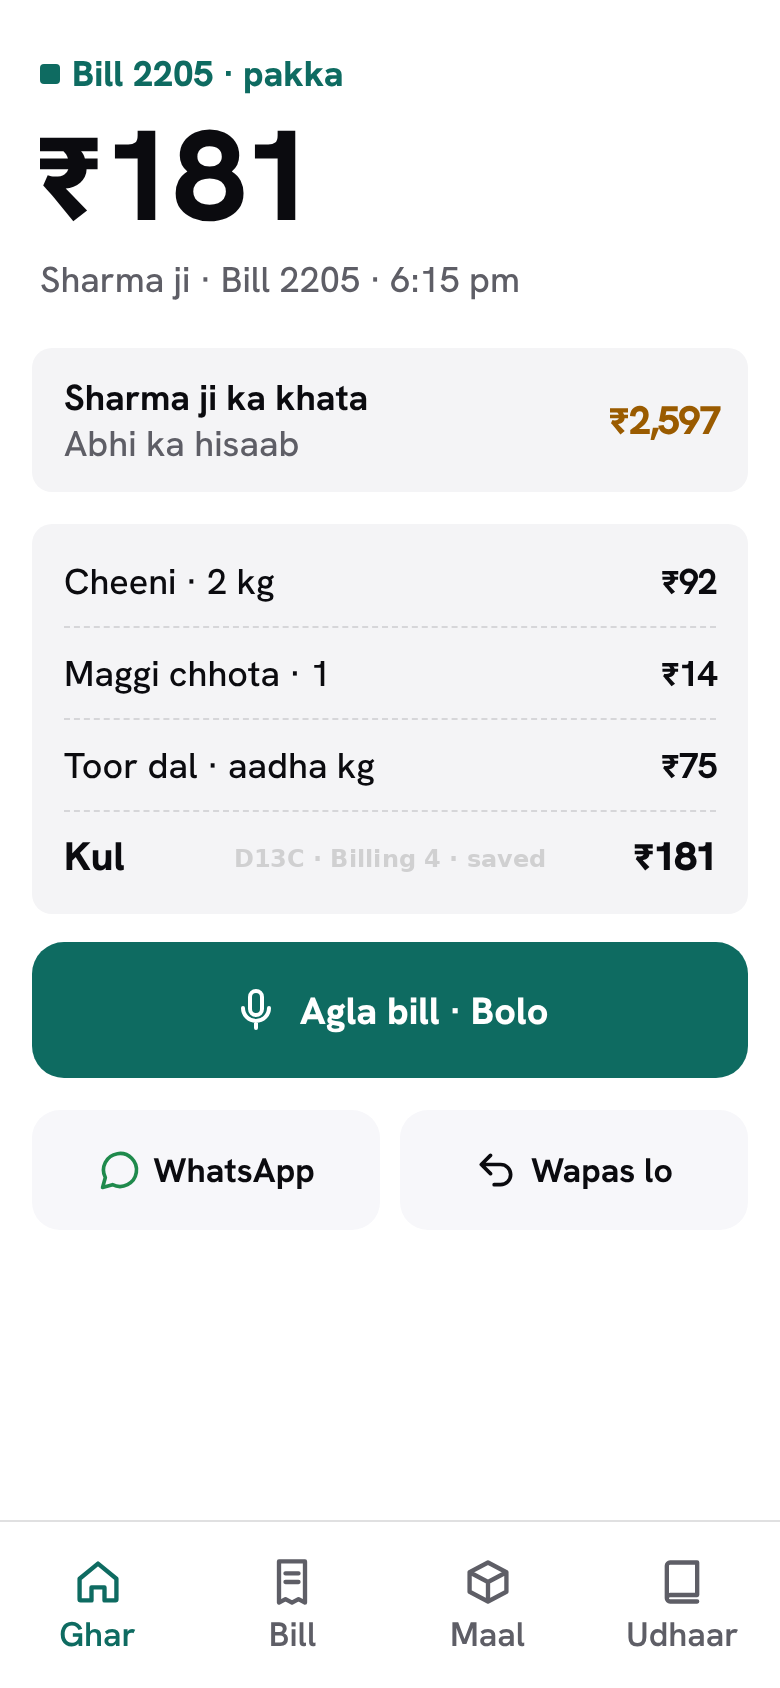 Bill 2205 · pakka
₹181
Sharma ji · Bill 2205 · 6:15 pm
Sharma ji ka khata
₹2,597
Abhi ka hisaab
Cheeni · 2 kg ₹92
Maggi chhota · 1 ₹14
Toor dal · aadha kg ₹75
Kul D13C · Billing 4 · saved ₹181
Agla bill · Bolo
WhatsApp Wapas lo
Ghar Bill Maal Udhaar